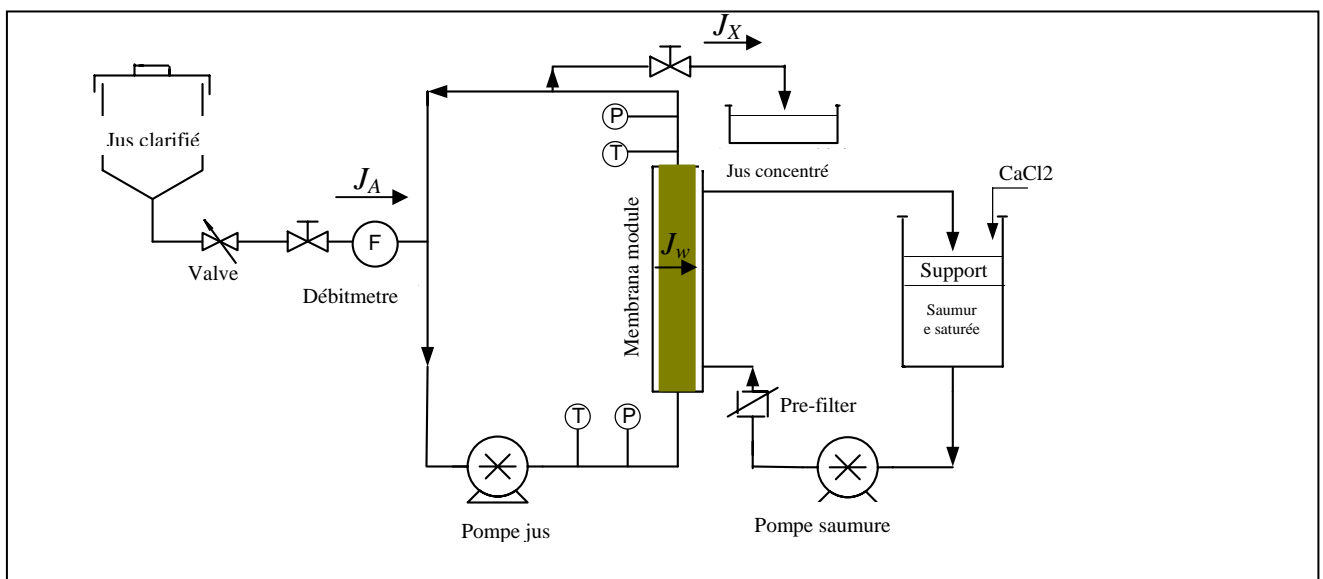 J_X
P
T
Jus clarifié
Jus concentré
CaCl2
J_A
F
J_w
Membrana module
Support
Saumur
e saturée
Valve
Débitmetre
T
P
Pre-filter
Pompe jus
Pompe saumure